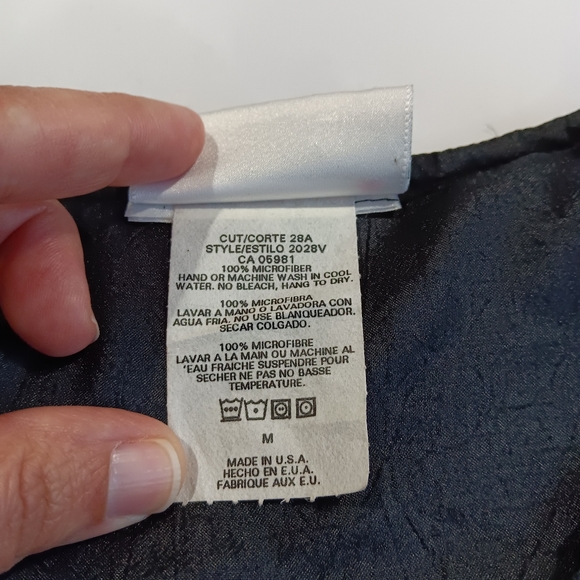 CUT/CORTE 28A
STYLE/ESTILO 2028V
CA 05981
100% MICROFIBER
HAND OR MACHINE WASH IN COOL
WATER. NO BLEACH, HANG TO DRY.
100% MICROFIBRA
LAVAR A MANO O LAVADORA CON
AGUA FRIA. NO USE BLANQUEADOR.
SECAR COLGADO.
100% MICROFIBRE
LAVAR A LA MAIN OU MACHINE AL
'EAU FRAICHE SUSPENDRE POUR
SECHER NE PAS NO BASSE
TEMPERATURE.
M
MADE IN U.S.A.
HECHO EN E.U.A.
FABRIQUE AUX E.U.